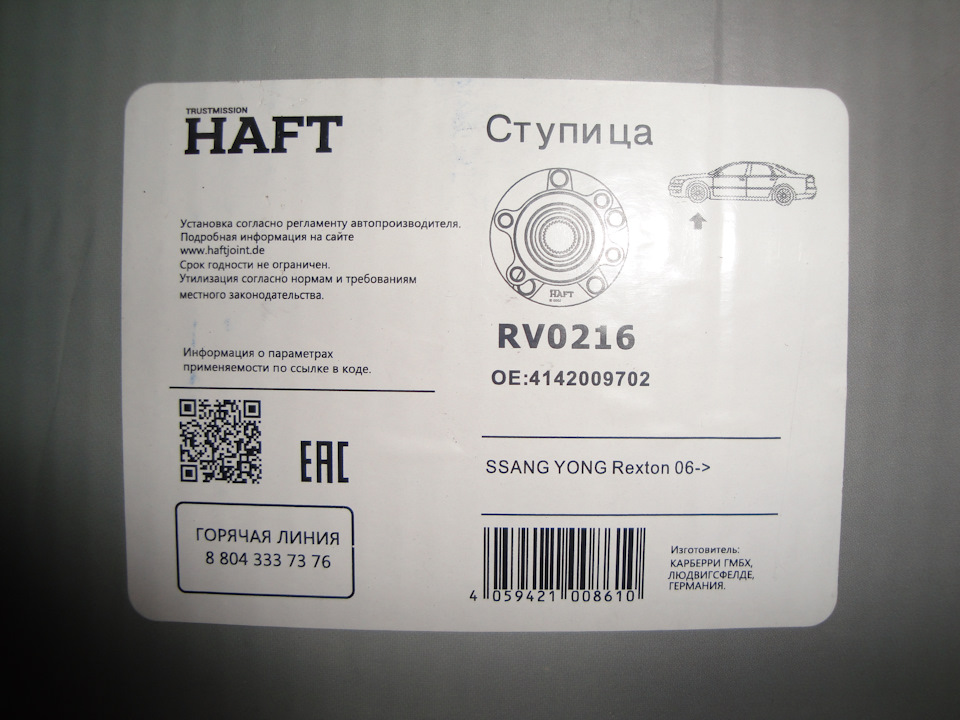 TRUSTMISSION
HAFT
Установка согласно регламенту автопроизводителя.
Подробная информация на сайте
www.haftjoint.de
Срок годности не ограничен.
Утилизация согласно нормам и требованиям
местного законодательства.
Информация о параметрах
применяемости по ссылке в коде.
EAC
ГОРЯЧАЯ ЛИНИЯ
8 804 333 73 76
Ступица
HAFT
RV0216
OE:4142009702
SSANG YONG Rexton 06->
4 059421 008610
Изготовитель:
КАРБЕРРИ ГМБХ,
ЛЮДВИГСФЕЛДЕ,
ГЕРМАНИЯ.